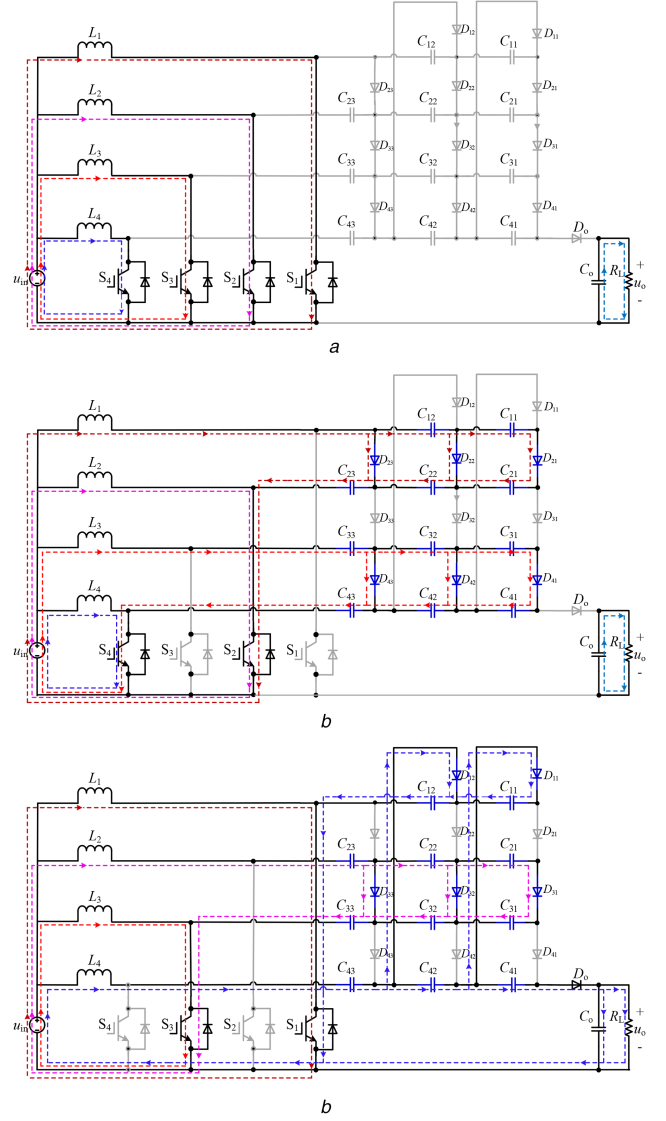 L1
C12 D12 C11 D11
L2
D23 D22 D21
C23 C22 C21
L3
D33 D32 D31
C33 C32 C31
L4
D43 D42 D41
C43 C42 C41 Do
uin S4 S3 S2 S1 Co RL + uo -
a
L1
C12 D12 C11 D11
L2
D23 D22 D21
C23 C22 C21
L3
D33 D32 D31
C33 C32 C31
L4
D43 D42 D41
C43 C42 C41 Do
uin S4 S3 S2 S1 Co RL + uo -
b
L1
C12 D12 C11 D11
L2
D21
C23 C22 C21
L3
D33 D32 D31
C33 C32 C31
L4
D42 D41
C43 C42 C41 Do
uin S4 S3 S2 S1 Co RL + uo -
b